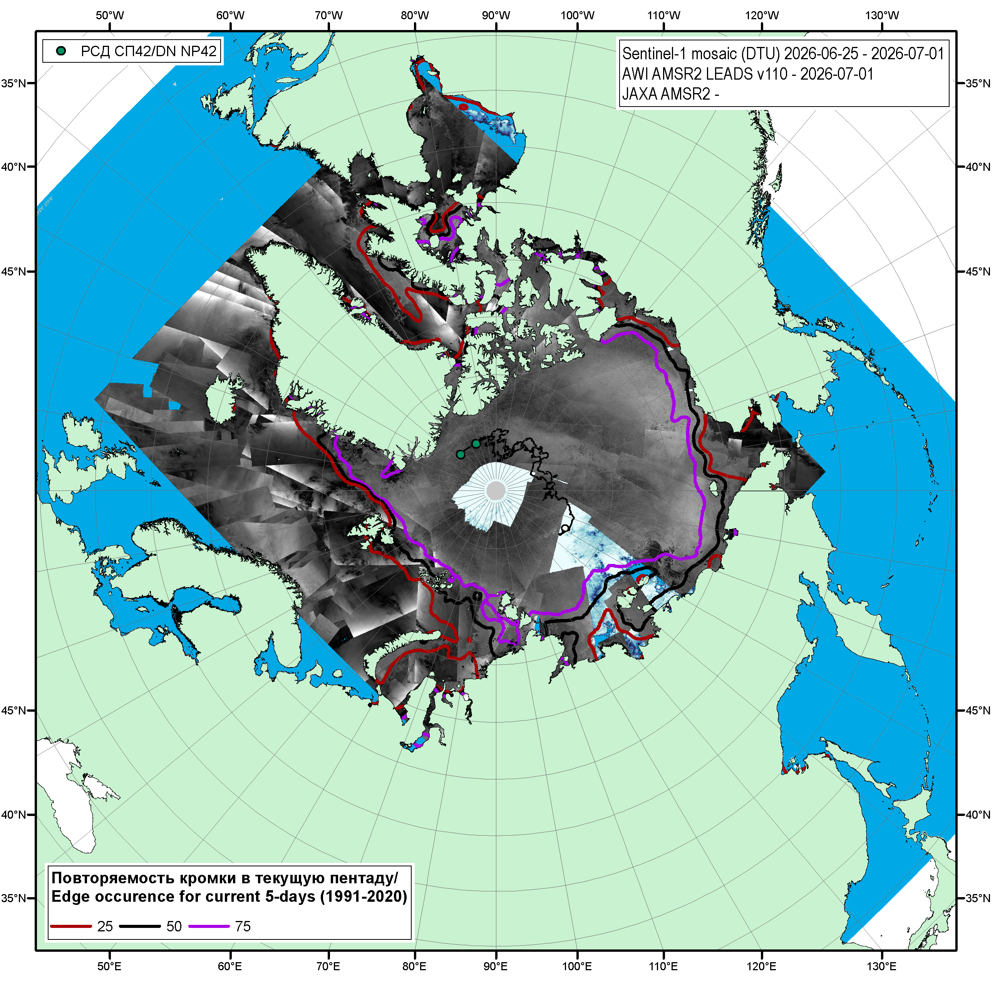 50°W 60°W 70°W 80°W 90°W 100°W 110°W 120°W 130°W
РСД СП42/DN NP42
Sentinel-1 mosaic (DTU) 2026-06-25 - 2026-07-01
AWI AMSR2 LEADS v110 - 2026-07-01
JAXA AMSR2 -
35°N 35°N
40°N 40°N
AWI
45°N 45°N
45°N 45°N
40°N 40°N
35°N 35°N
Повторяемость кромки в текущую пентаду/
Edge occurence for current 5-days (1991-2020)
25 50 75
50°E 60°E 70°E 80°E 90°E 100°E 110°E 120°E 130°E